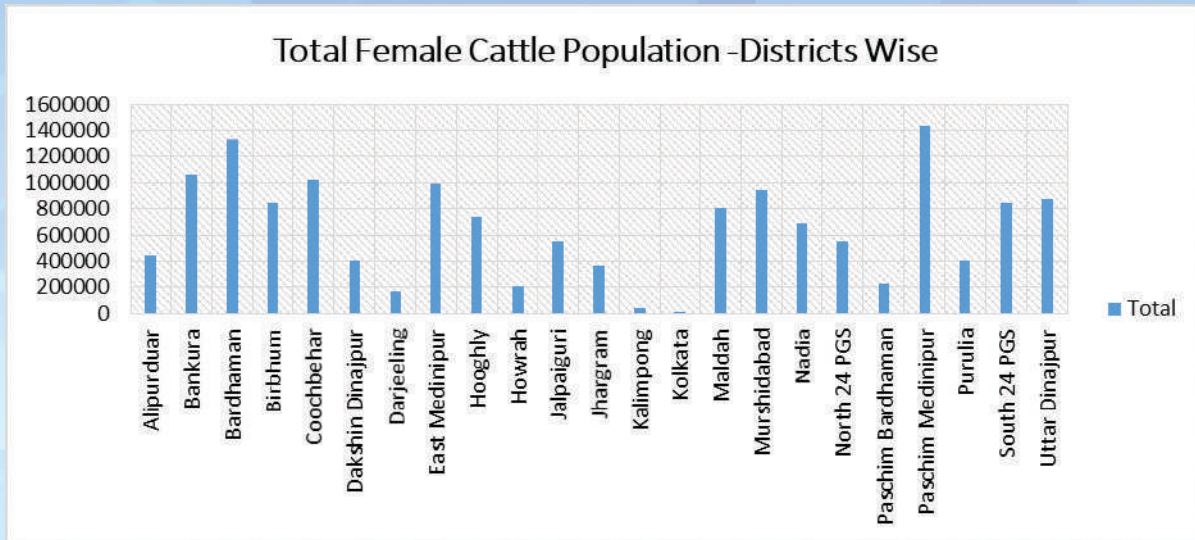 Total Female Cattle Population -Districts Wise
1600000
1400000
1200000
1000000
800000
600000
400000
200000
0
Alipurduar
Bankura
Bardhaman
Birbhum
Coochbehar
Dakshin Dinajpur
Darjeeling
East Medinipur
Hooghly
Howrah
Jalpaiguri
Jhargram
Kalimpong
Kolkata
Maldah
Murshidabad
Nadia
North 24 PGS
Paschim Bardhaman
Paschim Medinipur
Purulia
South 24 PGS
Uttar Dinajpur
Total